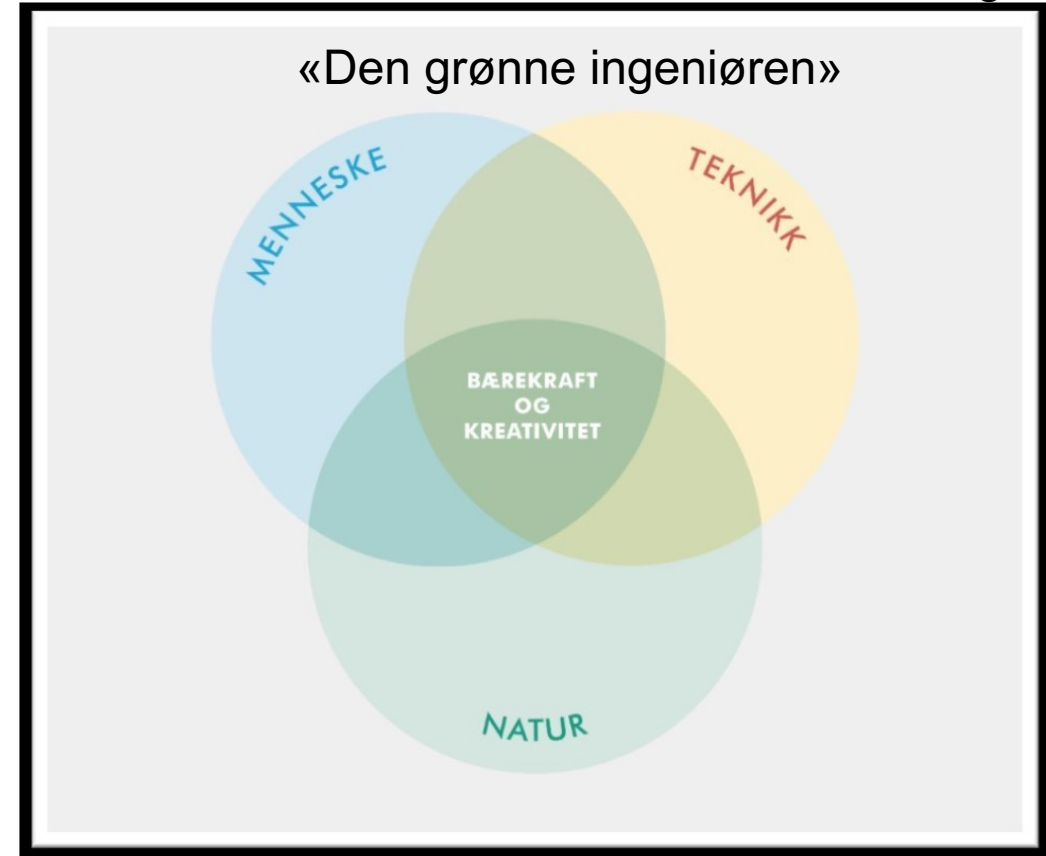 «Den grønne ingeniøren»
MENNESKE
TEKNIKK
BÆREKRAFT
OG
KREATIVITET
NATUR